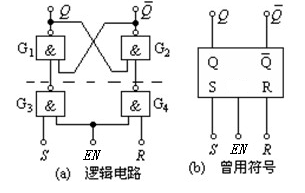 Q Q̄ Q Q̄
G₁ & & G₂
Q Q̄
S R
G₃ & & G₄
S EN R S EN R
(a) 逻辑电路 (b) 曾用符号